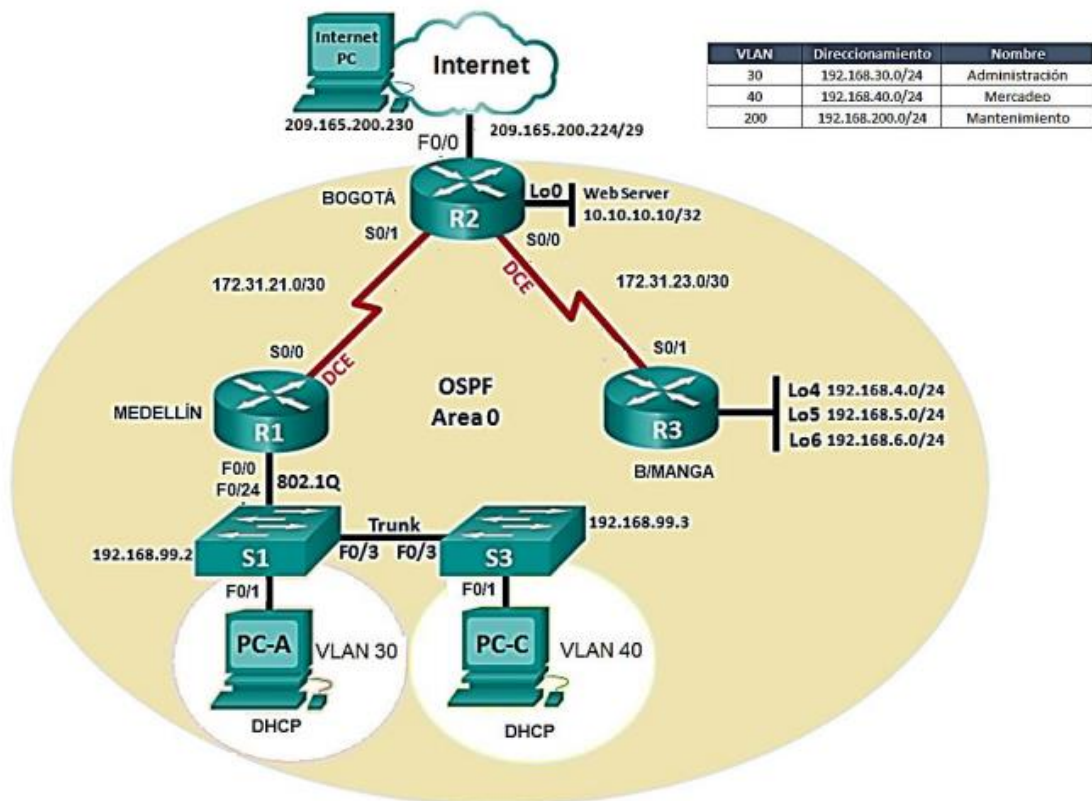 Internet
PC
Internet
209.165.200.230
209.165.200.224/29
F0/0
VLAN Direccionamiento Nombre
30 192.168.30.0/24 Administración
40 192.168.40.0/24 Mercadeo
200 192.168.200.0/24 Mantenimiento
BOGOTÁ
R2
Lo0
Web Server
10.10.10.10/32
S0/1
S0/0
DCE
172.31.21.0/30
172.31.23.0/30
S0/0
DCE
S0/1
OSPF
Area 0
MEDELLÍN
R1
R3
B/MANGA
Lo4 192.168.4.0/24
Lo5 192.168.5.0/24
Lo6 192.168.6.0/24
F0/0
F0/24
802.1Q
Trunk
192.168.99.2
S1
F0/3
F0/3
S3
192.168.99.3
F0/1
F0/1
PC-A
VLAN 30
PC-C
VLAN 40
DHCP
DHCP